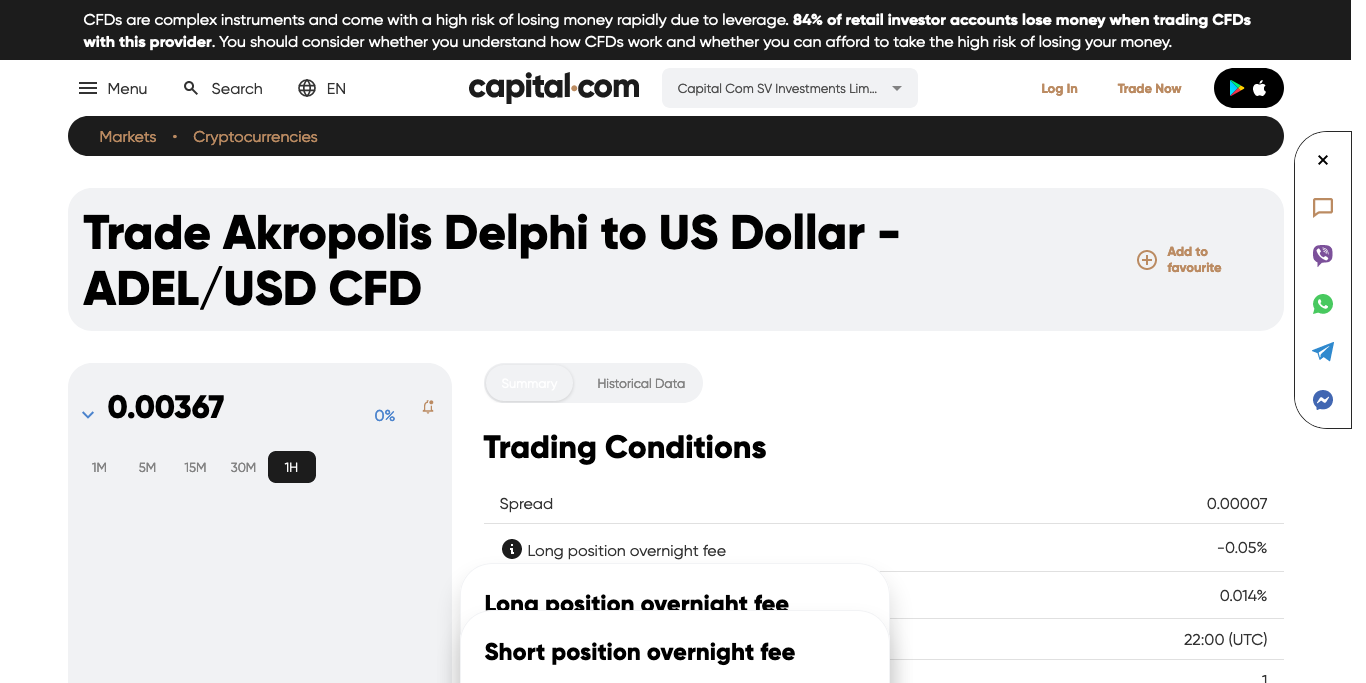 CFDs are complex instruments and come with a high risk of losing money rapidly due to leverage. 84% of retail investor accounts lose money when trading CFDs
with this provider. You should consider whether you understand how CFDs work and whether you can afford to take the high risk of losing your money.
Menu Search EN capital.com Capital Com SV Investments Lim... Log In Trade Now
Markets • Cryptocurrencies
Trade Akropolis Delphi to US Dollar -
ADEL/USD CFD
Add to
favourite
0.00367 0%
1M 5M 15M 30M 1H
Summary Historical Data
Trading Conditions
Spread 0.00007
Long position overnight fee -0.05%
Long position overnight fee
0.014%
Short position overnight fee
22:00 (UTC)
1